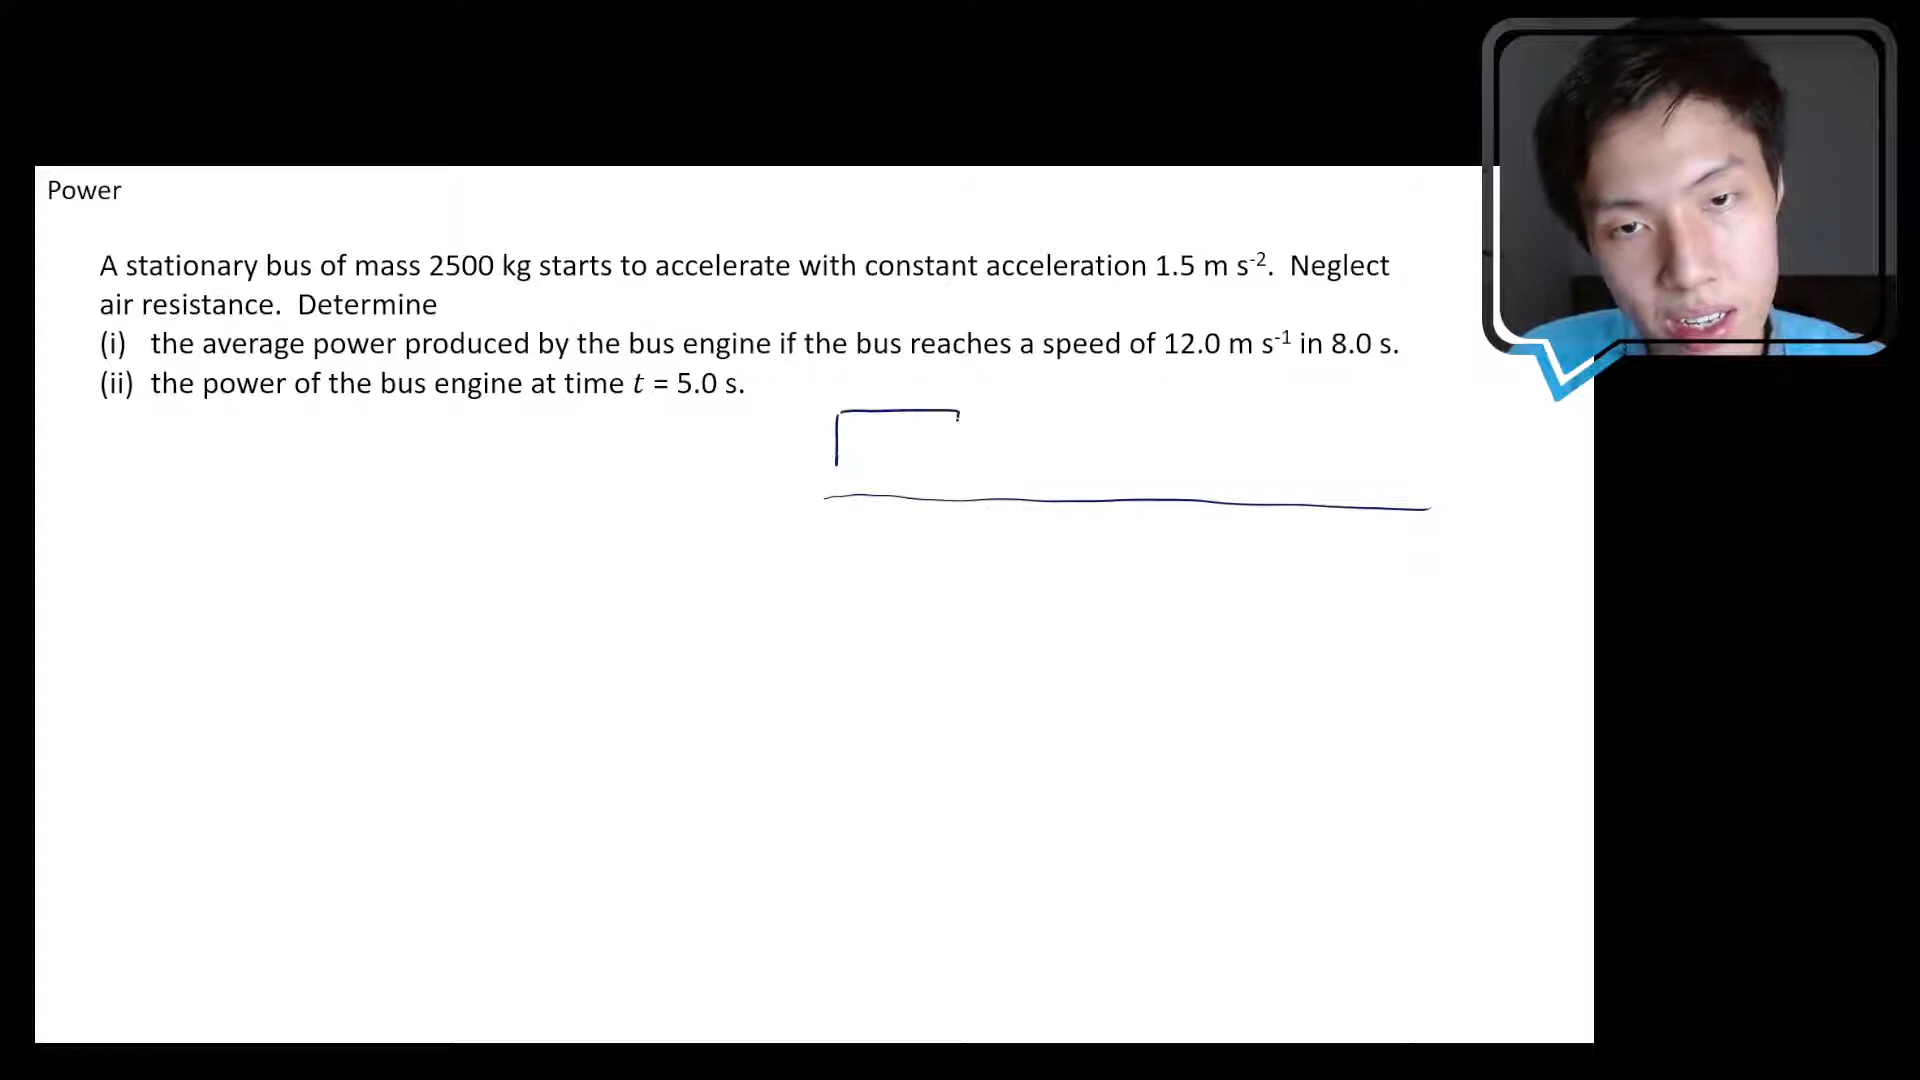 Power
A stationary bus of mass 2500 kg starts to accelerate with constant acceleration 1.5 m s⁻². Neglect
air resistance. Determine
(i) the average power produced by the bus engine if the bus reaches a speed of 12.0 m s⁻¹ in 8.0 s.
(ii) the power of the bus engine at time t = 5.0 s.